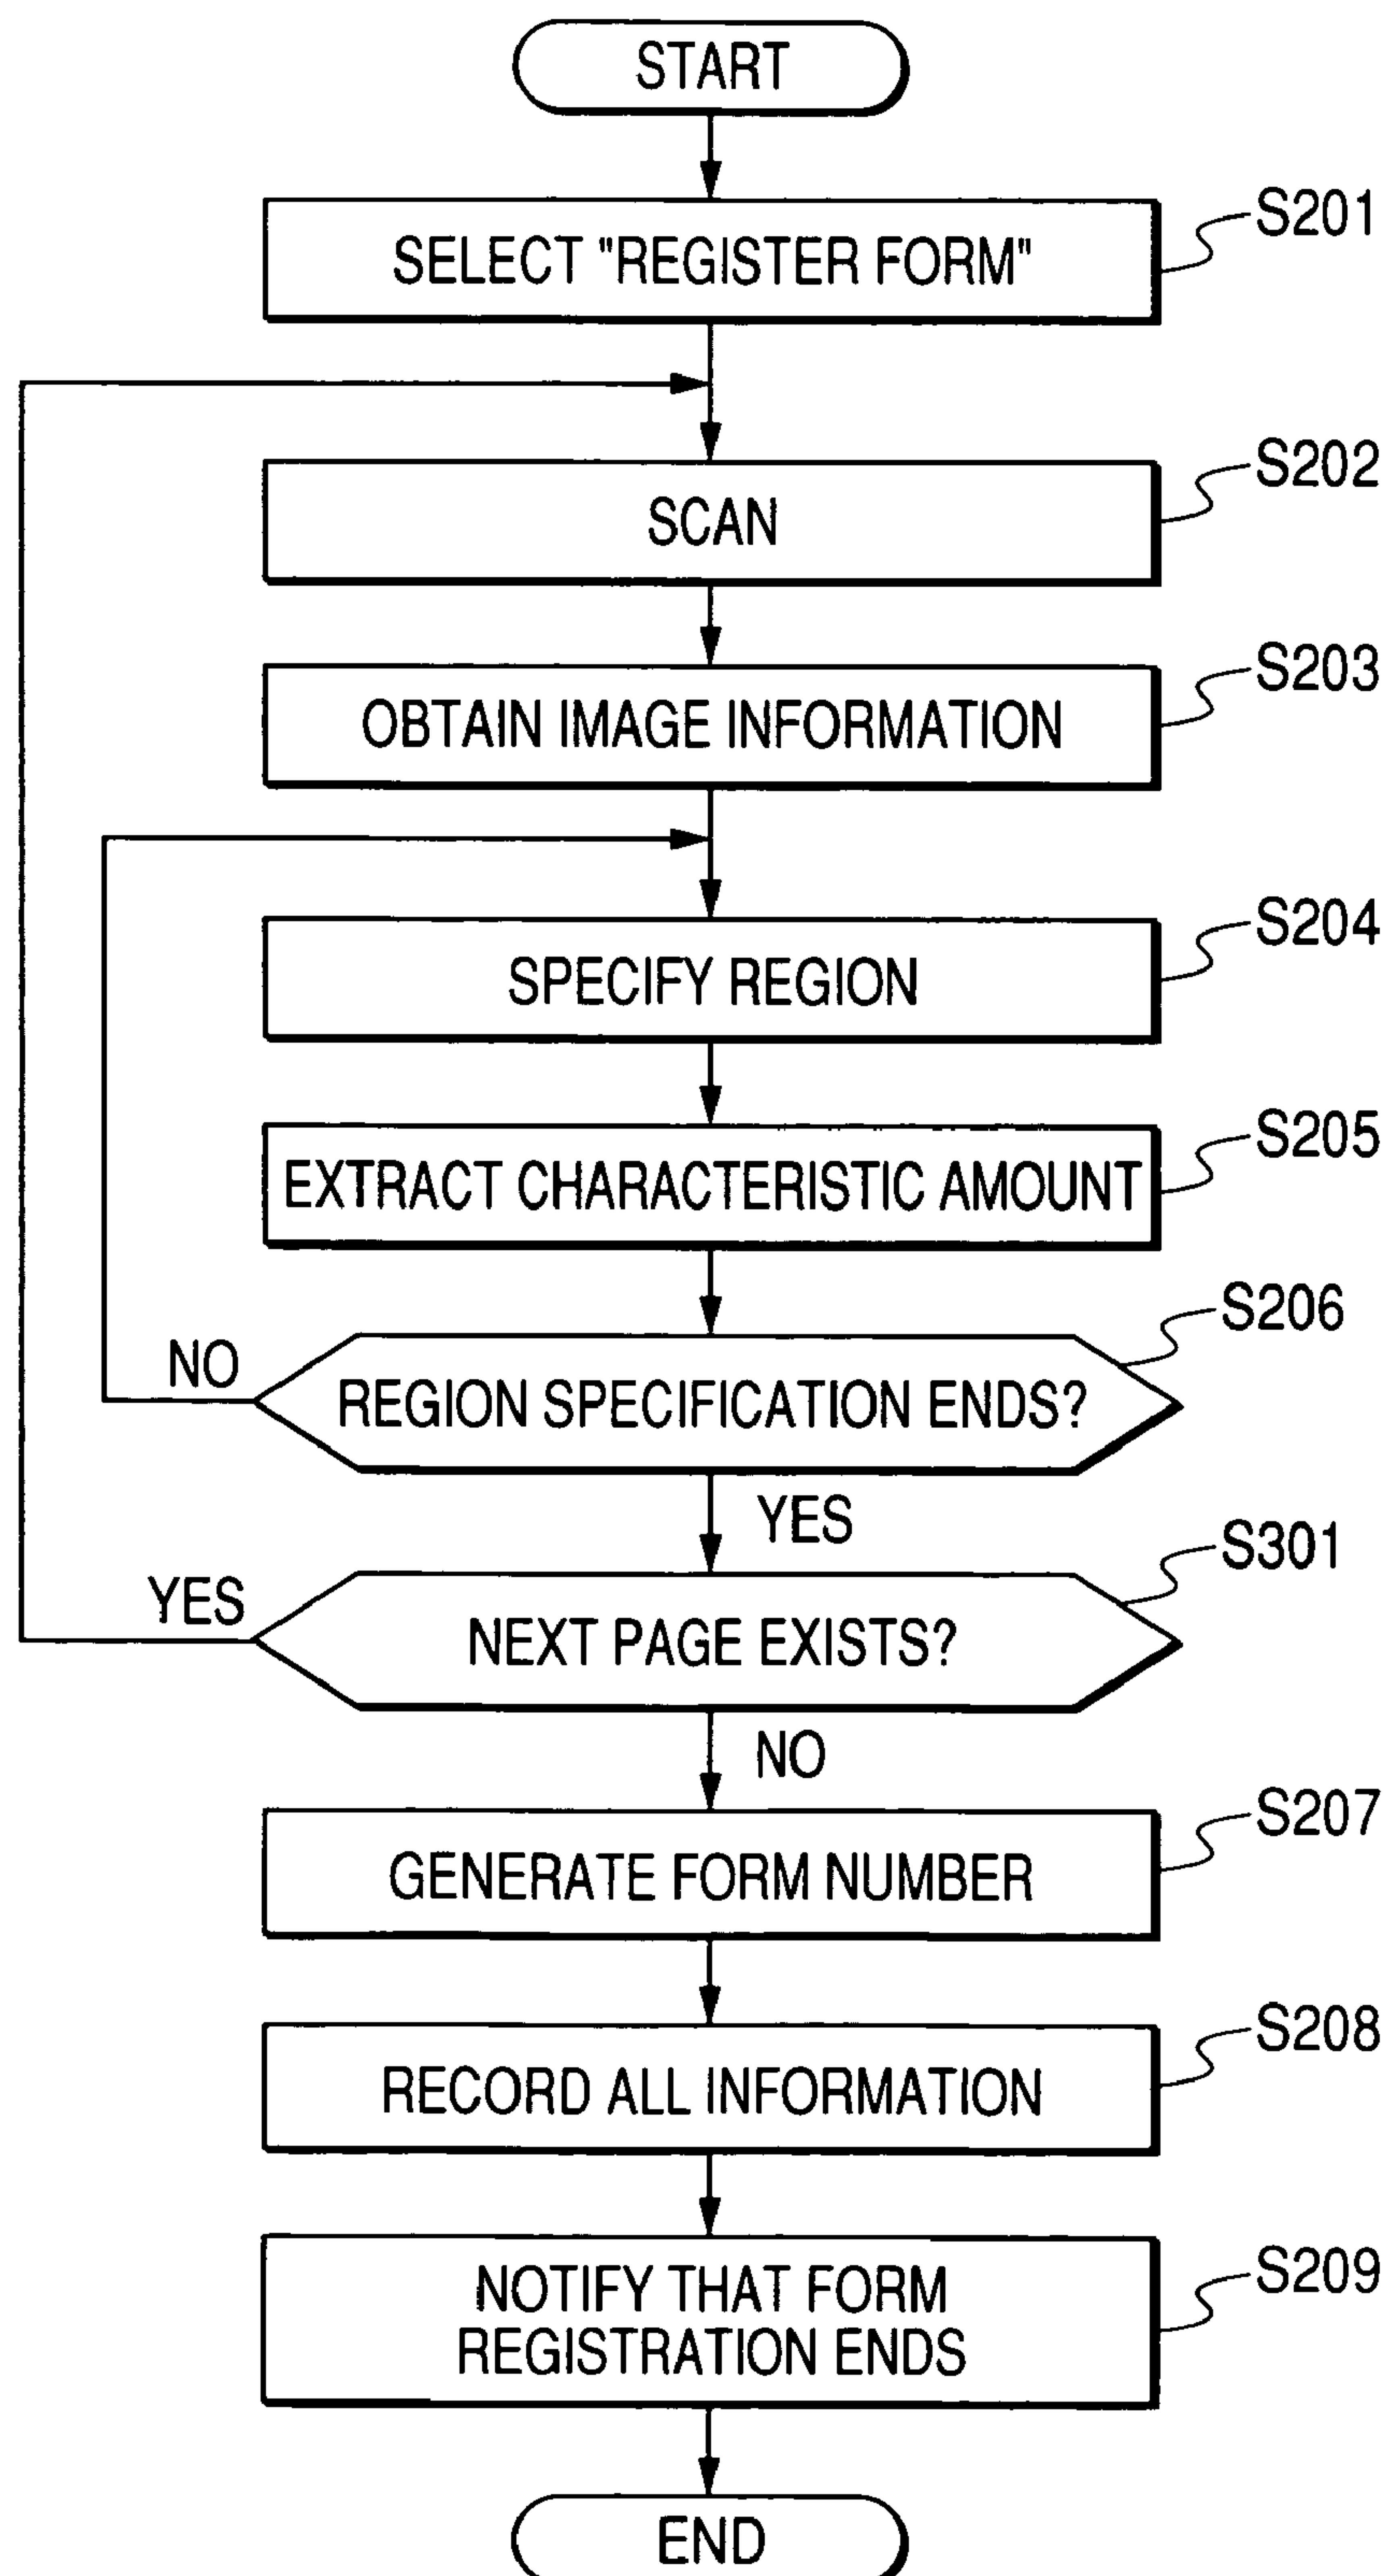 START
SELECT "REGISTER FORM"
S201
SCAN
S202
OBTAIN IMAGE INFORMATION
S203
SPECIFY REGION
S204
EXTRACT CHARACTERISTIC AMOUNT
S205
REGION SPECIFICATION ENDS?
S206
NO
YES
NEXT PAGE EXISTS?
S301
YES
NO
GENERATE FORM NUMBER
S207
RECORD ALL INFORMATION
S208
NOTIFY THAT FORM
REGISTRATION ENDS
S209
END